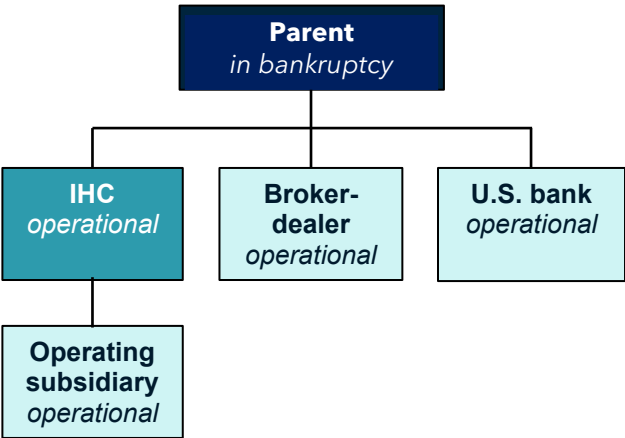 Parent
in bankruptcy
IHC
operational
Broker-
dealer
operational
U.S. bank
operational
Operating
subsidiary
operational